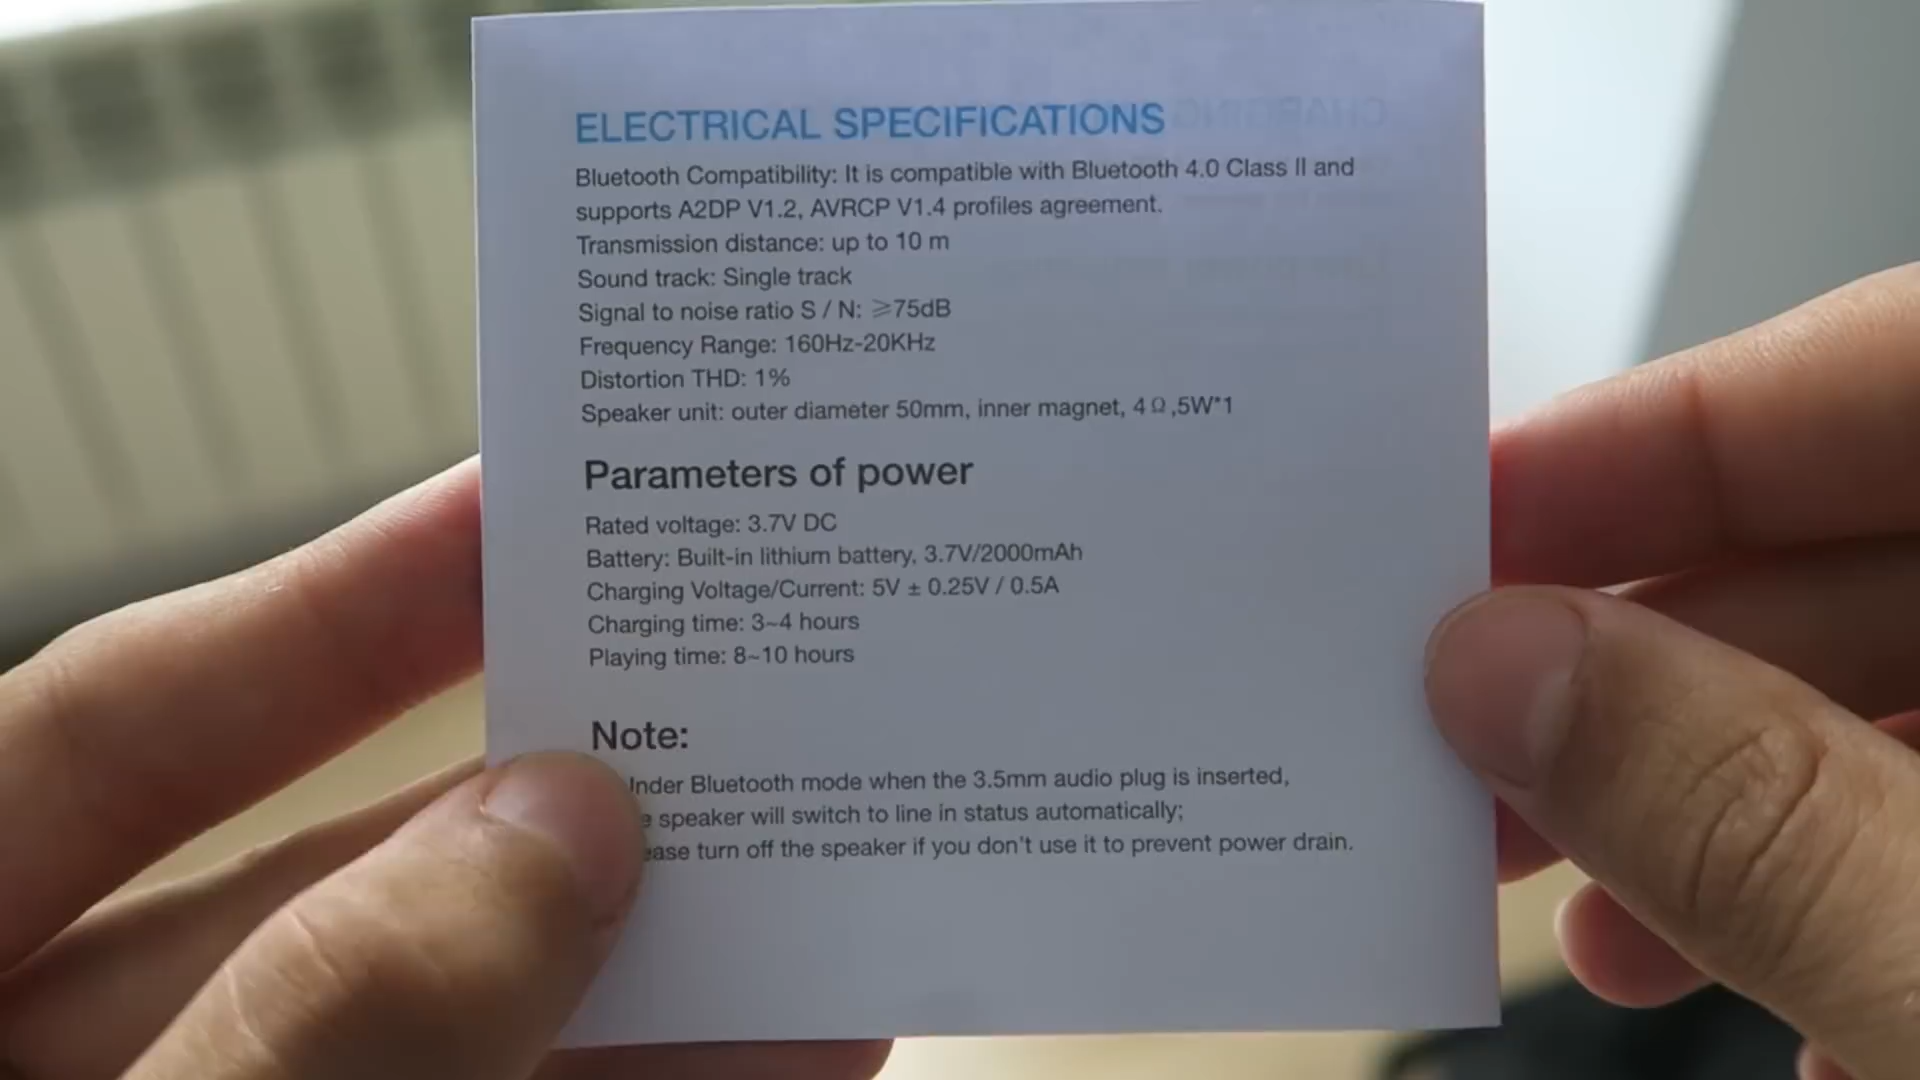 ELECTRICAL SPECIFICATIONS
Bluetooth Compatibility: It is compatible with Bluetooth 4.0 Class II and
supports A2DP V1.2, AVRCP V1.4 profiles agreement.
Transmission distance: up to 10 m
Sound track: Single track
Signal to noise ratio S / N: ⩾75dB
Frequency Range: 160Hz-20KHz
Distortion THD: 1%
Speaker unit: outer diameter 50mm, inner magnet, 4Ω,5W*1
Parameters of power
Rated voltage: 3.7V DC
Battery: Built-in lithium battery, 3.7V/2000mAh
Charging Voltage/Current: 5V ± 0.25V / 0.5A
Charging time: 3~4 hours
Playing time: 8~10 hours
Note:
Bluetooth mode when the 3.5mm audio plug is inserted,
speaker will switch to line in status automatically;
turn off the speaker if you don't use it to prevent power drain.